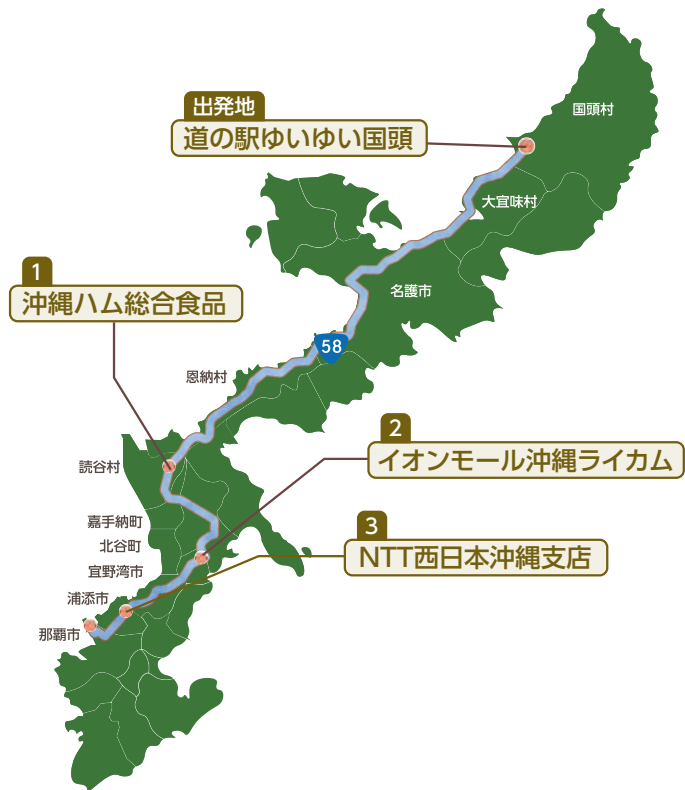 国頭村
出発地
道の駅ゆいゆい国頭
大宜味村
1
沖縄ハム総合食品
名護市
58
恩納村
2
イオンモール沖縄ライカム
読谷村
嘉手納町
3
北谷町
NTT西日本沖縄支店
宜野湾市
浦添市
那覇市